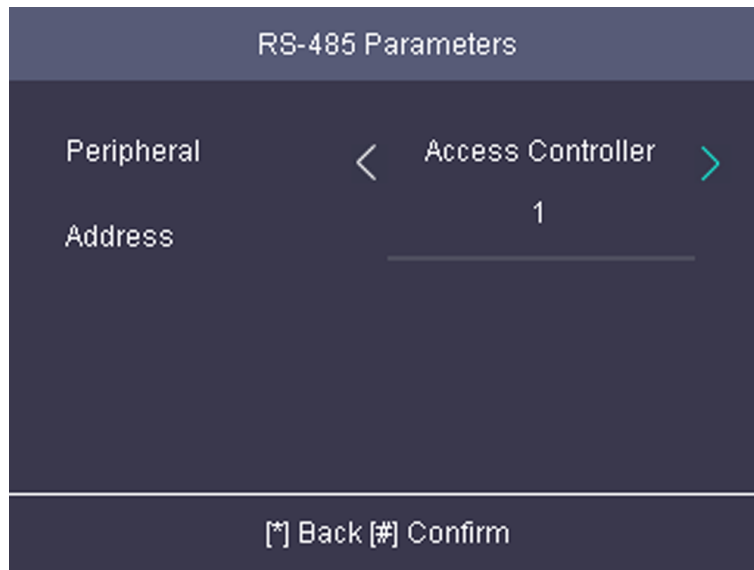 RS-485 Parameters
Peripheral < Access Controller >
Address 1
[*] Back [#] Confirm